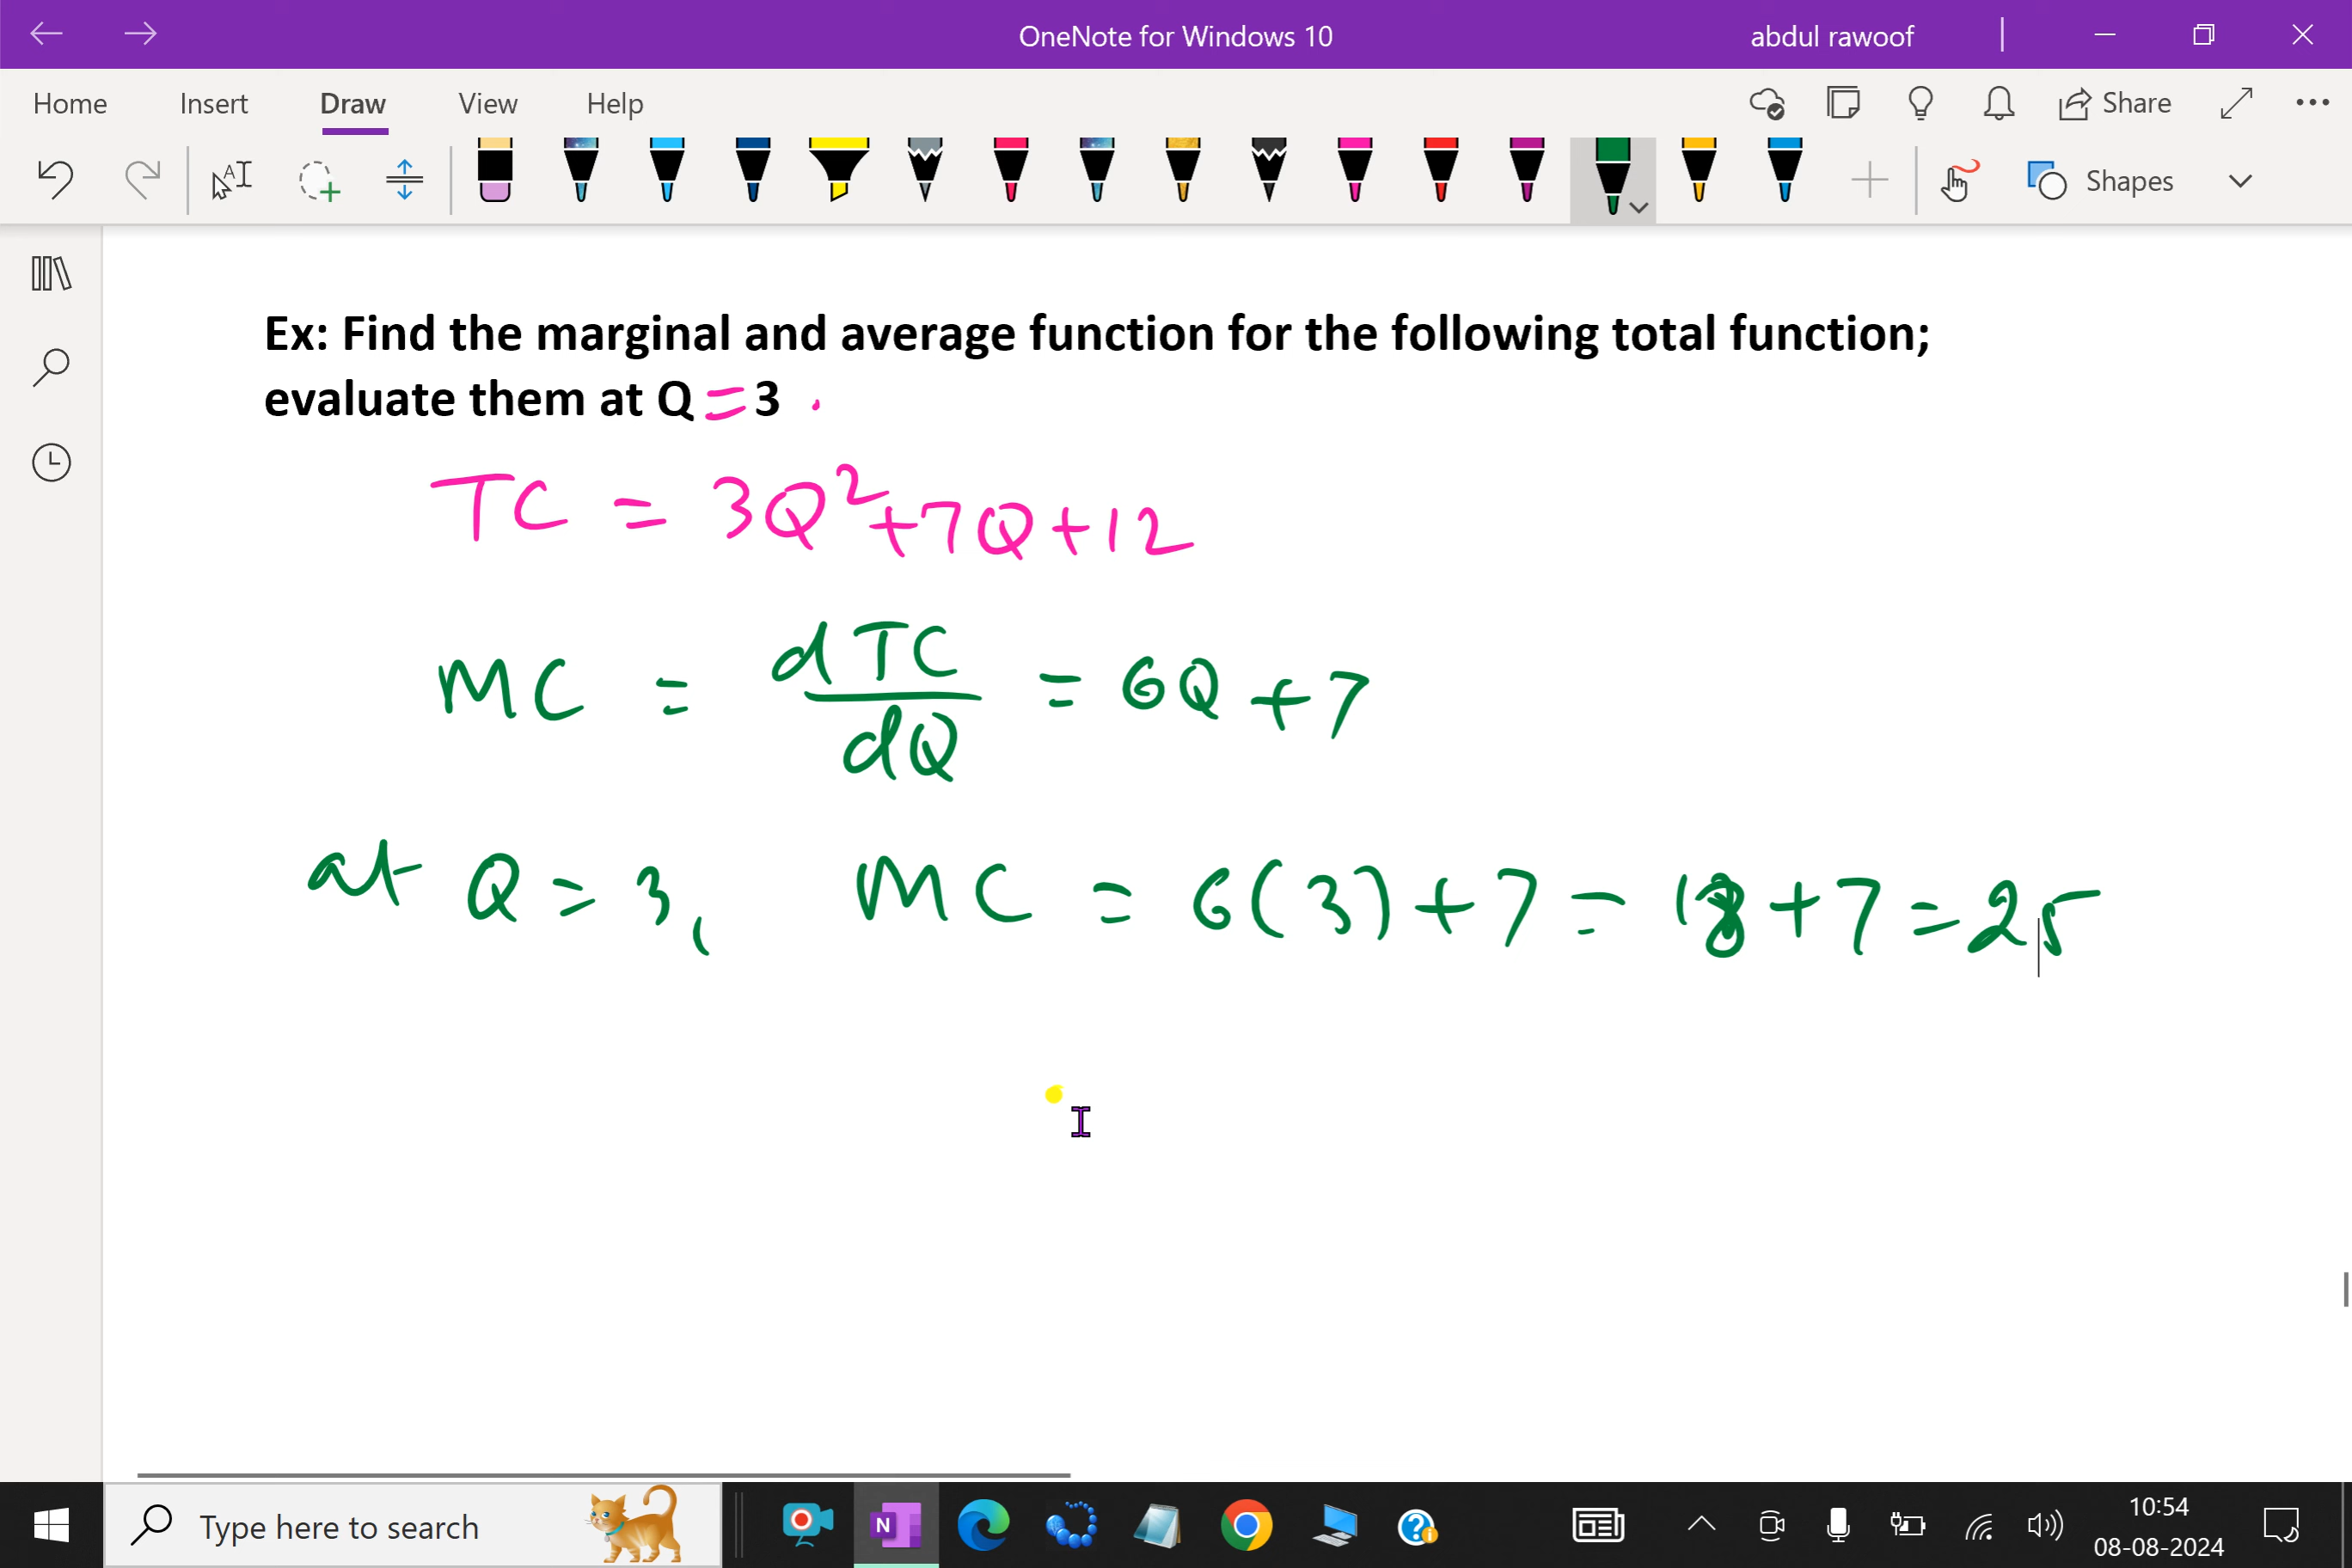 OneNote for Windows 10
abdul rawoof
Home Insert Draw View Help
Share
Shapes
Ex: Find the marginal and average function for the following total function;
evaluate them at Q = 3 .
TC = 3Q²+7Q+12
MC = dTC/dQ = 6Q+7
at Q = 3, MC = 6(3)+7 = 18+7 = 25
Type here to search
10:54
08-08-2024